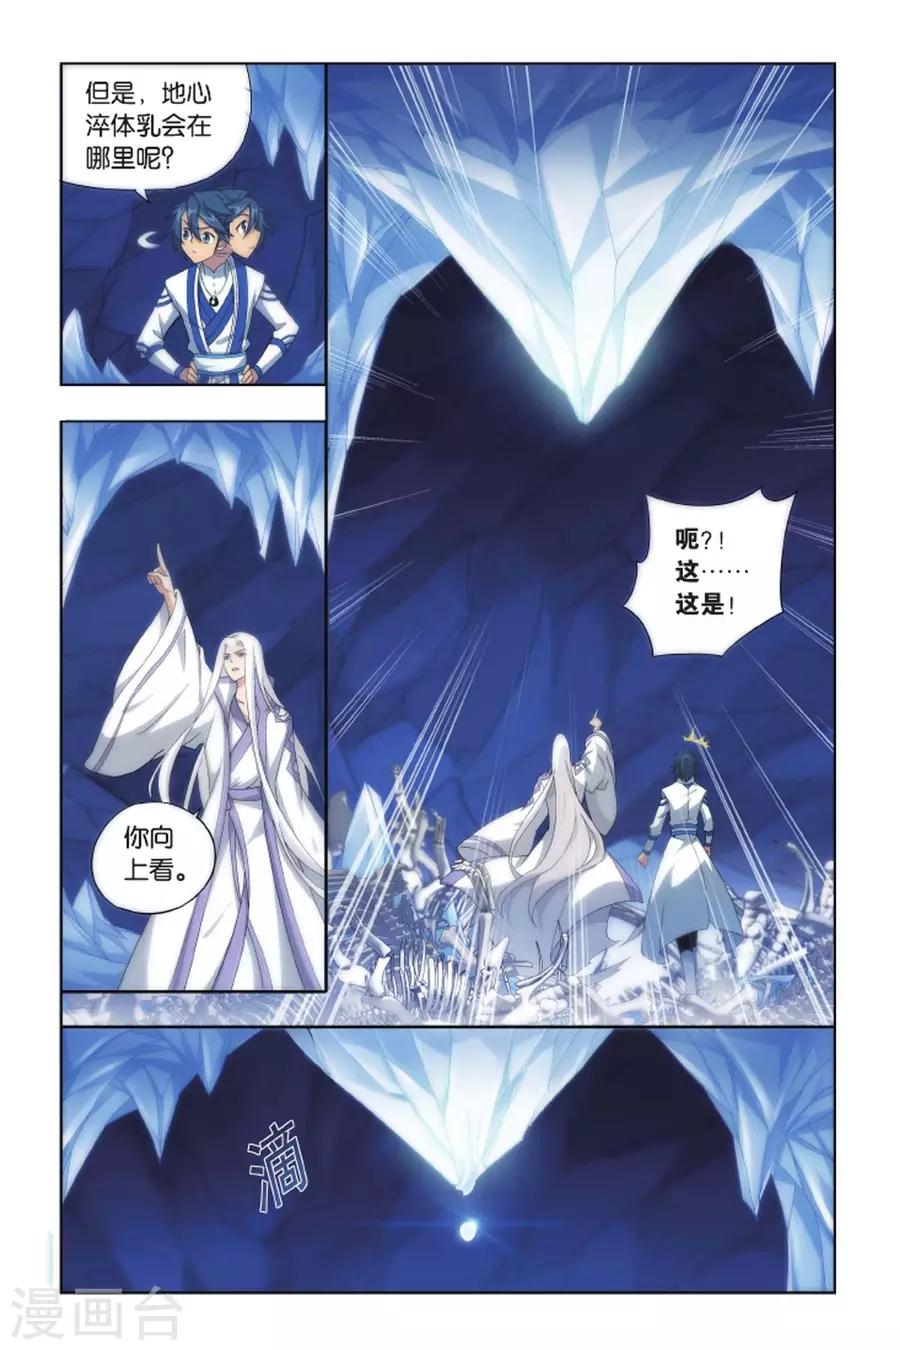 但是，地心
淬体乳会在
哪里呢？
你向
上看。
呃？！
这……
这是！
滴
漫画台